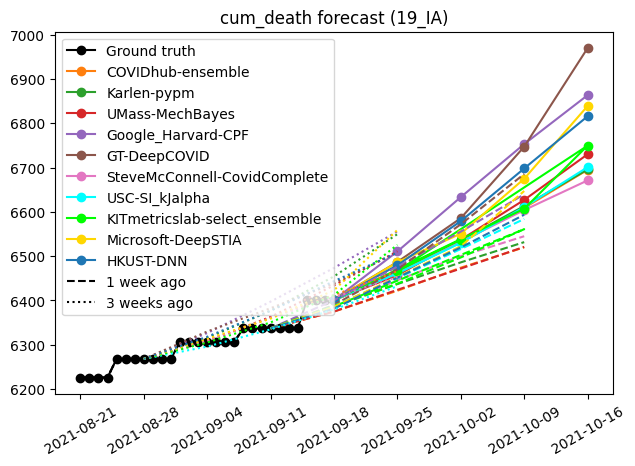 cum_death forecast (19_IA)
7000
6900
6800
6700
6600
6500
6400
6300
6200
Ground truth
COVIDhub-ensemble
Karlen-pypm
UMass-MechBayes
Google_Harvard-CPF
GT-DeepCOVID
SteveMcConnell-CovidComplete
USC-SI_kJalpha
KITmetricslab-select_ensemble
Microsoft-DeepSTIA
HKUST-DNN
1 week ago
3 weeks ago
2021-08-21
2021-08-28
2021-09-04
2021-09-11
2021-09-18
2021-09-25
2021-10-02
2021-10-09
2021-10-16